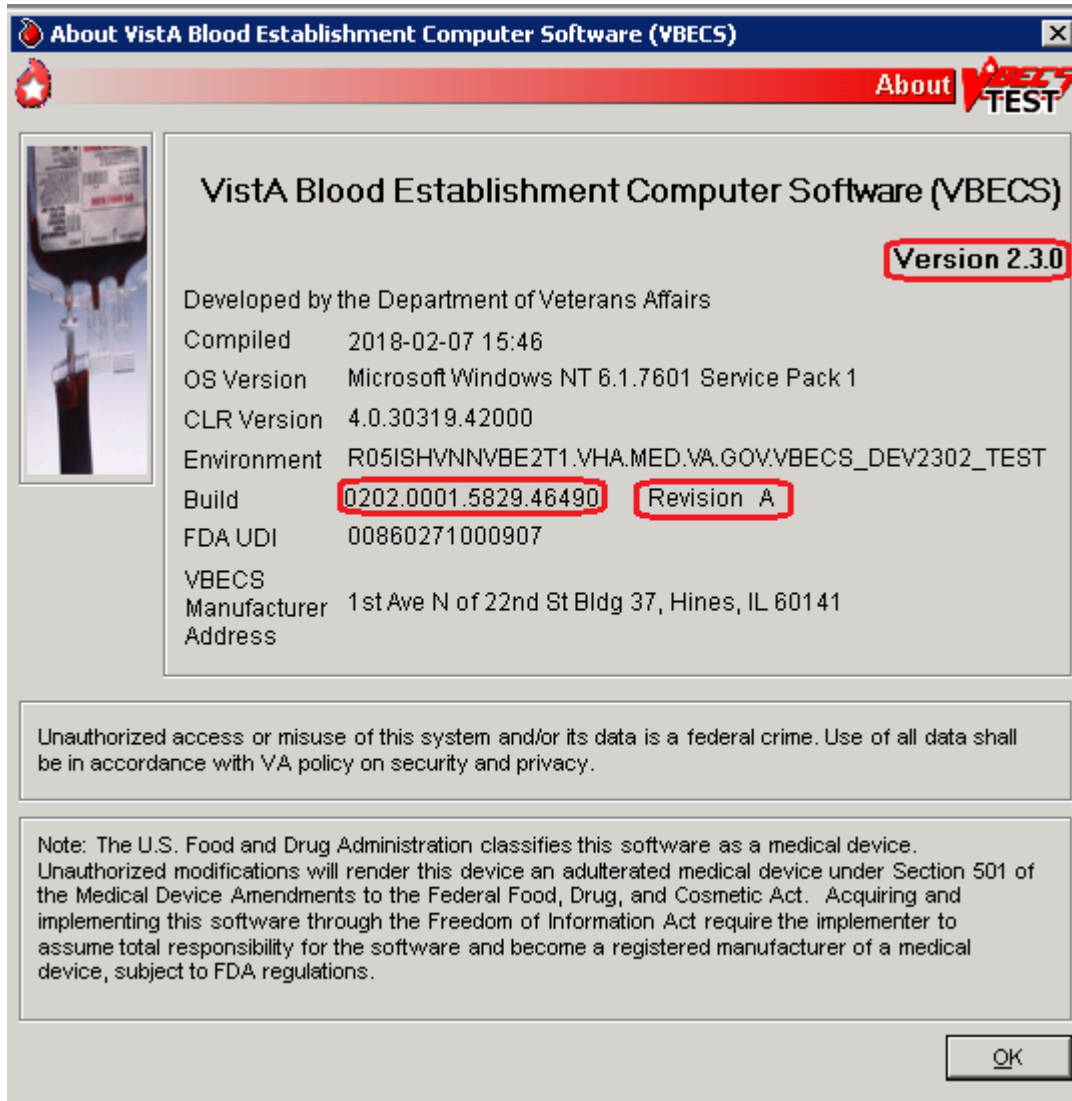 About VistA Blood Establishment Computer Software (VBECS)
About
VBECS
TEST
VistA Blood Establishment Computer Software (VBECS)
Version 2.3.0
Developed by the Department of Veterans Affairs
Compiled 2018-02-07 15:46
OS Version Microsoft Windows NT 6.1.7601 Service Pack 1
CLR Version 4.0.30319.42000
Environment R05ISHVNNVBE2T1.VHA.MED.VA.GOV.VBECS_DEV2302_TEST
Build 0202.0001.5829.46490 Revision A
FDA UDI 00860271000907
VBECS
Manufacturer 1st Ave N of 22nd St Bldg 37, Hines, IL 60141
Address
Unauthorized access or misuse of this system and/or its data is a federal crime. Use of all data shall
be in accordance with VA policy on security and privacy.
Note: The U.S. Food and Drug Administration classifies this software as a medical device.
Unauthorized modifications will render this device an adulterated medical device under Section 501 of
the Medical Device Amendments to the Federal Food, Drug, and Cosmetic Act. Acquiring and
implementing this software through the Freedom of Information Act require the implementer to
assume total responsibility for the software and become a registered manufacturer of a medical
device, subject to FDA regulations.
OK